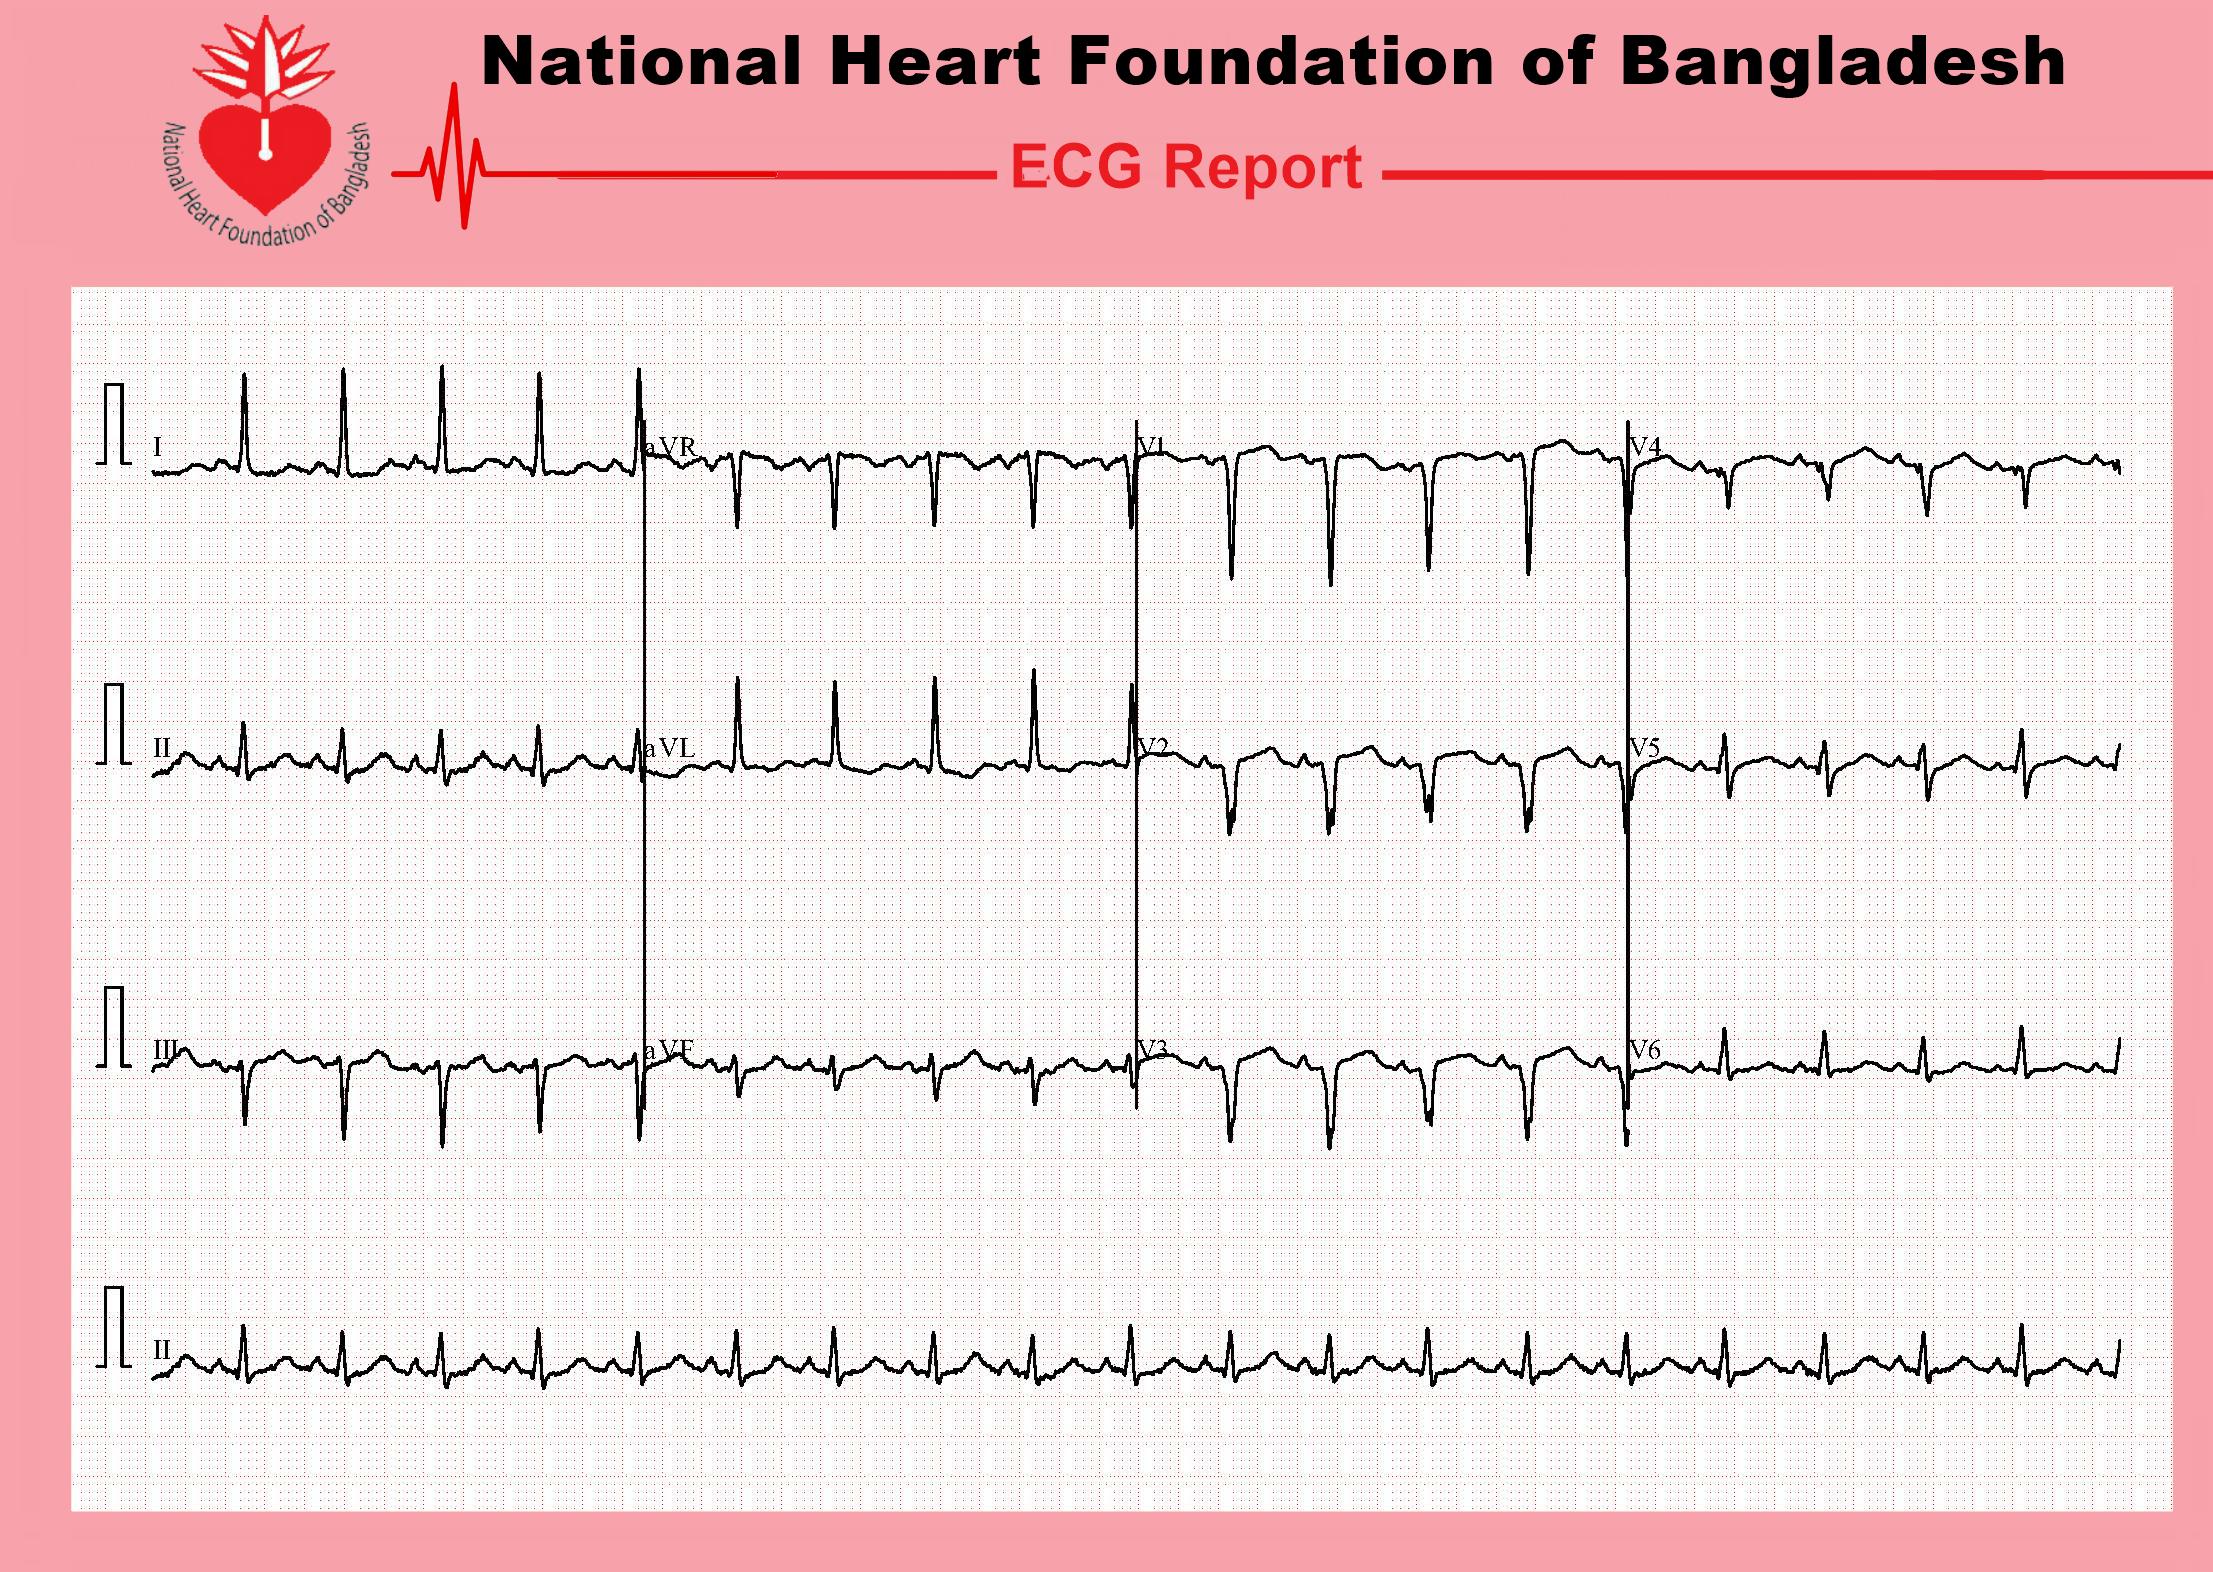 National Heart Foundation of Bangladesh
National Heart Foundation of Bangladesh
ECG Report
I
aVR
V1
V4
II
aVL
V2
V5
III
aVF
V3
V6
II